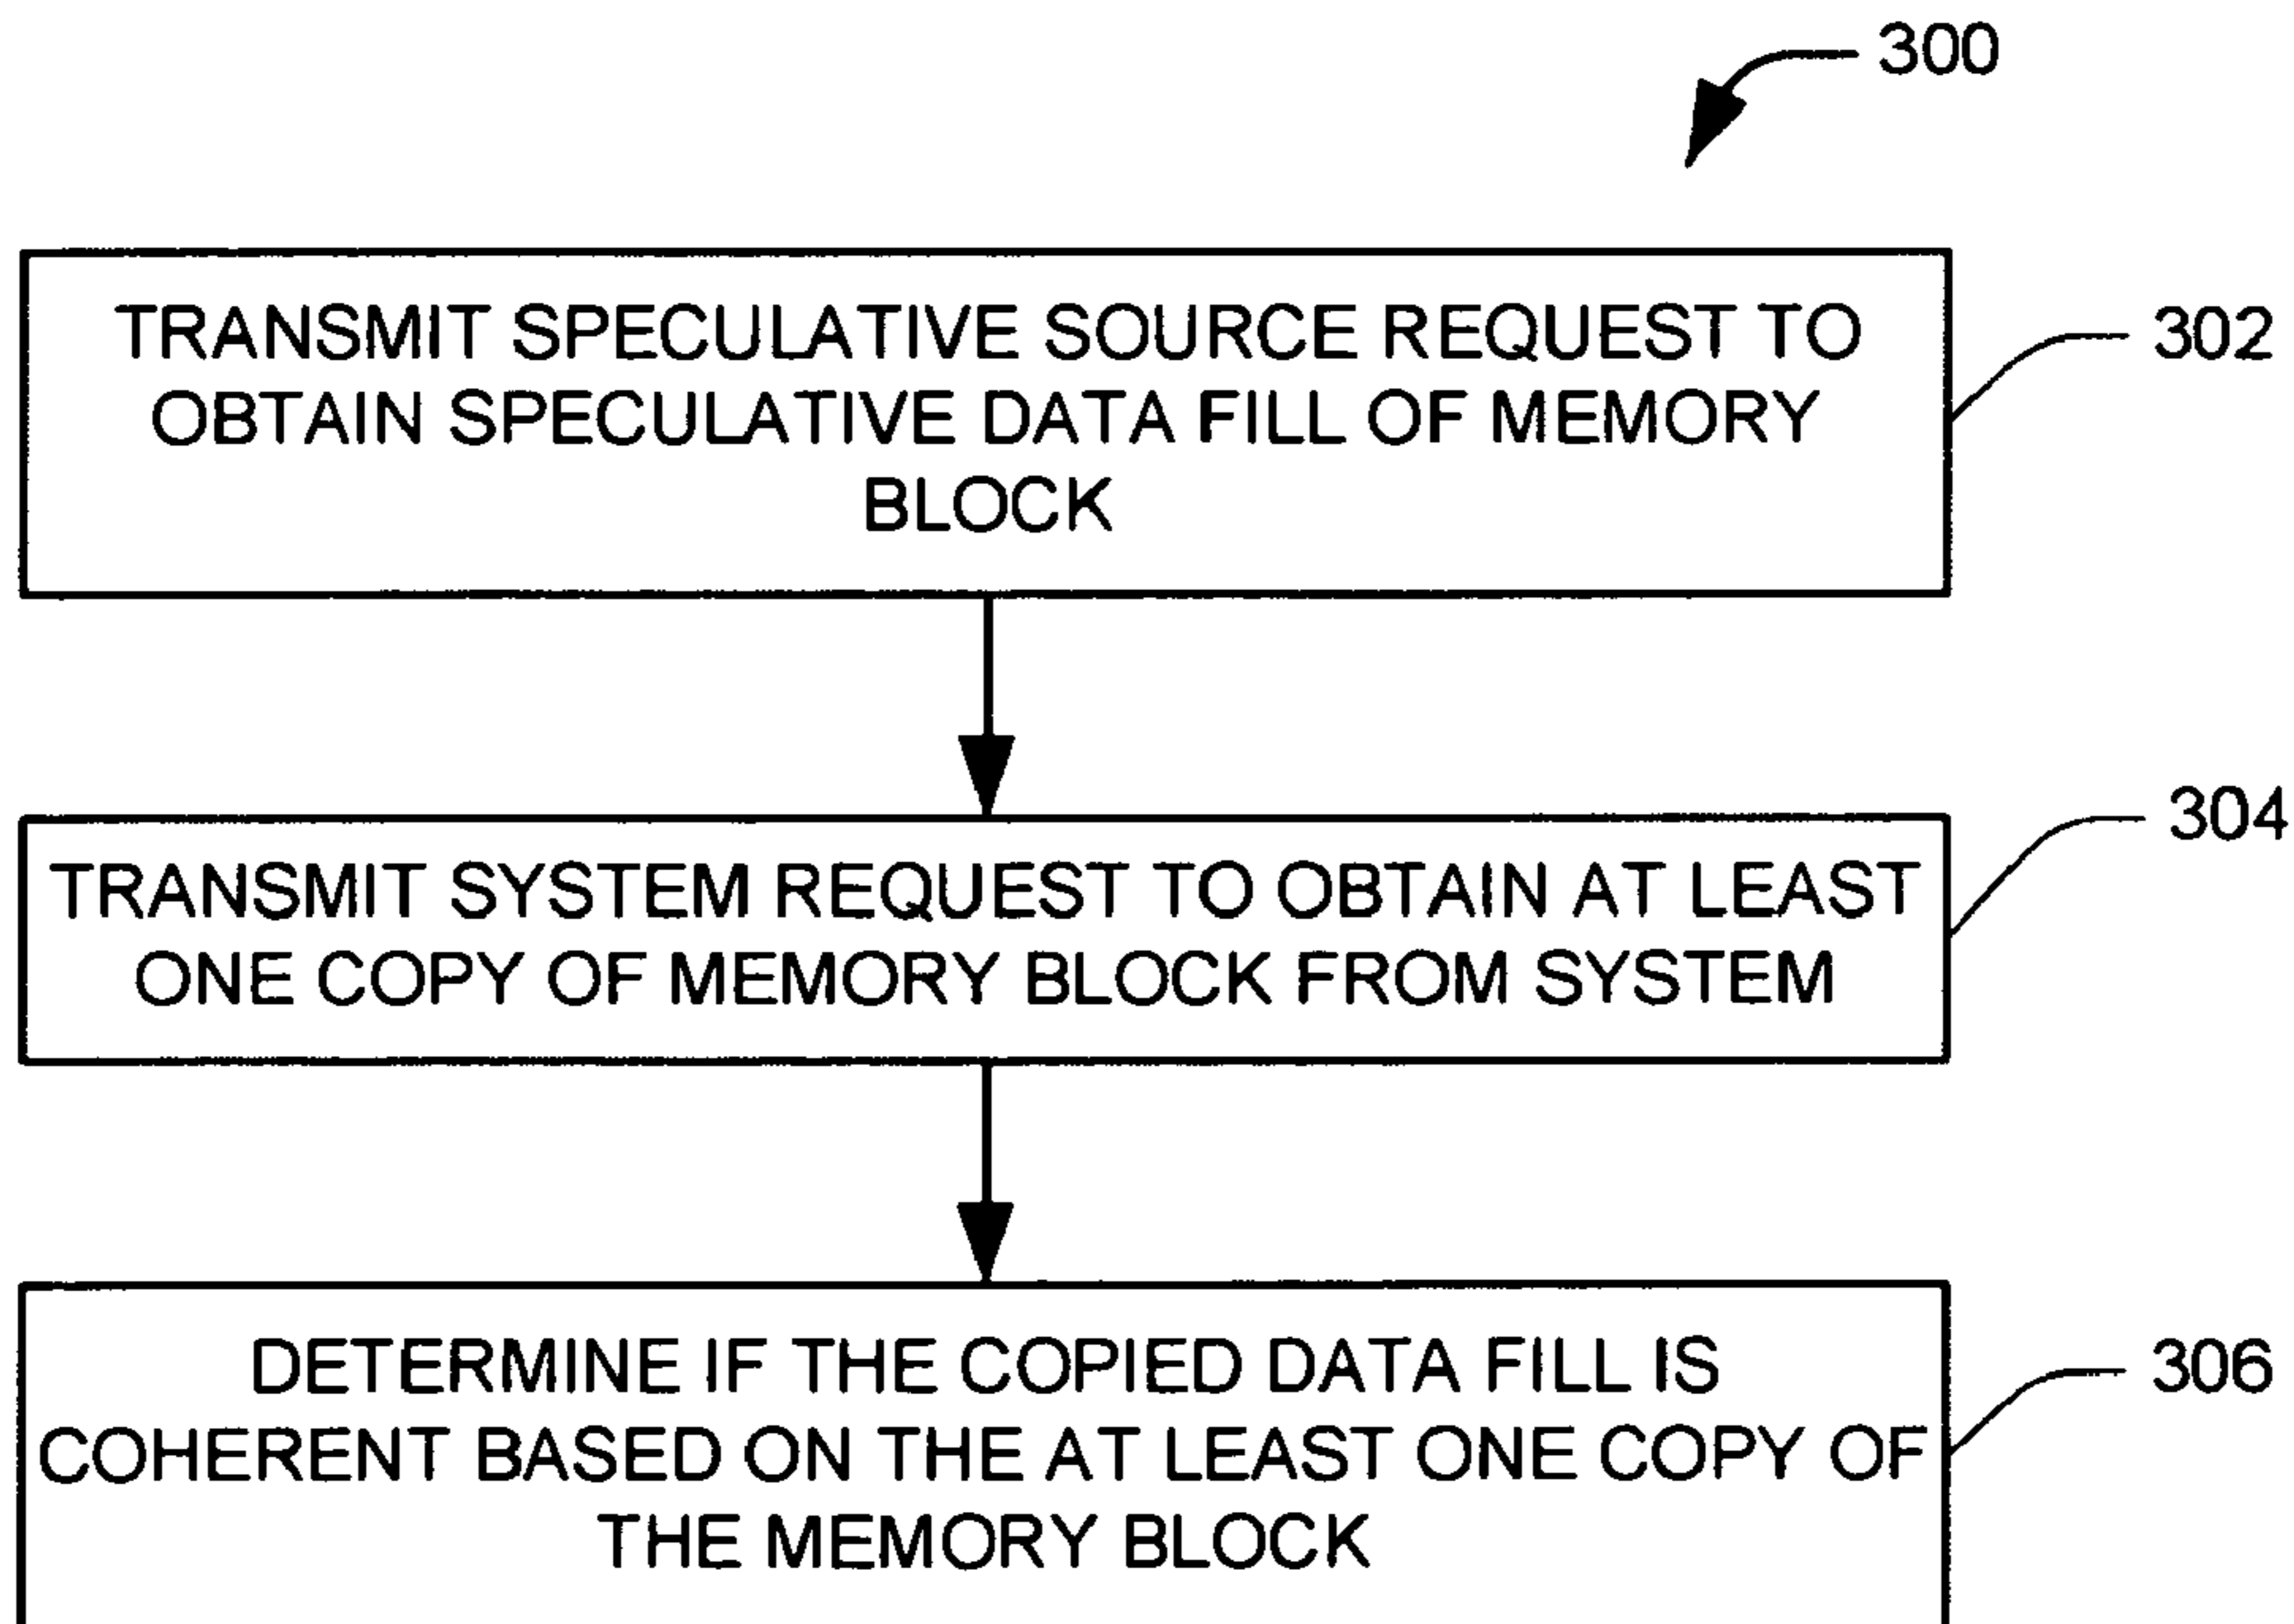 300
TRANSMIT SPECULATIVE SOURCE REQUEST TO
OBTAIN SPECULATIVE DATA FILL OF MEMORY
BLOCK
302
TRANSMIT SYSTEM REQUEST TO OBTAIN AT LEAST
ONE COPY OF MEMORY BLOCK FROM SYSTEM
304
DETERMINE IF THE COPIED DATA FILL IS
COHERENT BASED ON THE AT LEAST ONE COPY OF
THE MEMORY BLOCK
306